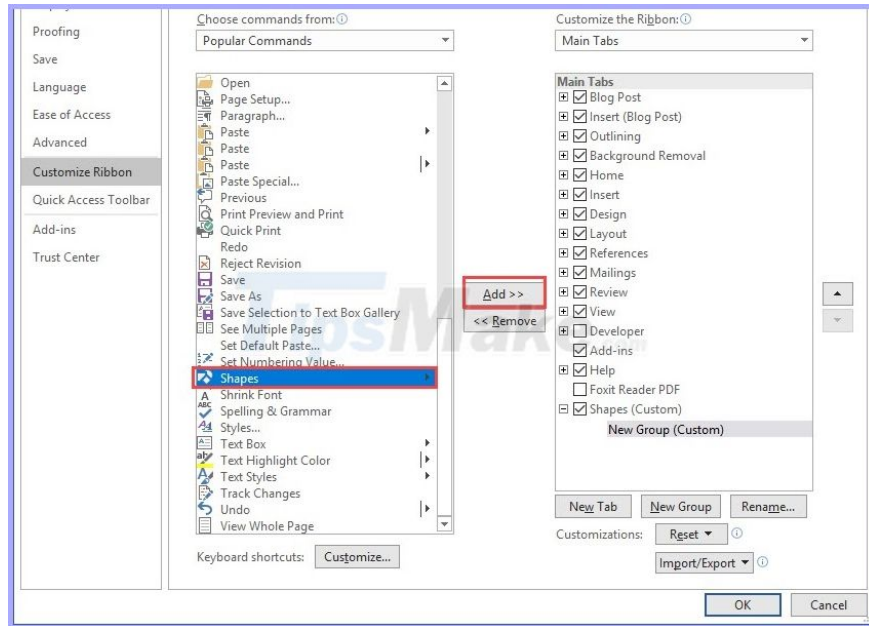 Proofing
Save
Language
Ease of Access
Advanced
Customize Ribbon
Quick Access Toolbar
Add-ins
Trust Center
Choose commands from:
Popular Commands
Open
Page Setup...
Paragraph...
Paste
Paste
Paste
Paste Special...
Previous
Print Preview and Print
Quick Print
Redo
Reject Revision
Save
Save As
Save Selection to Text Box Gallery
See Multiple Pages
Set Default Paste...
Set Numbering Value...
Shapes
Shrink Font
Spelling & Grammar
Styles...
Text Box
Text Highlight Color
Text Styles
Track Changes
Undo
View Whole Page
Keyboard shortcuts: Customize...
Add >>
<< Remove
Customize the Ribbon:
Main Tabs
Main Tabs
Blog Post
Insert (Blog Post)
Outlining
Background Removal
Home
Insert
Design
Layout
References
Mailings
Review
View
Developer
Add-ins
Help
Foxit Reader PDF
Shapes (Custom)
New Group (Custom)
New Tab New Group Rename...
Customizations: Reset
Import/Export
OK Cancel
TipsMake.com